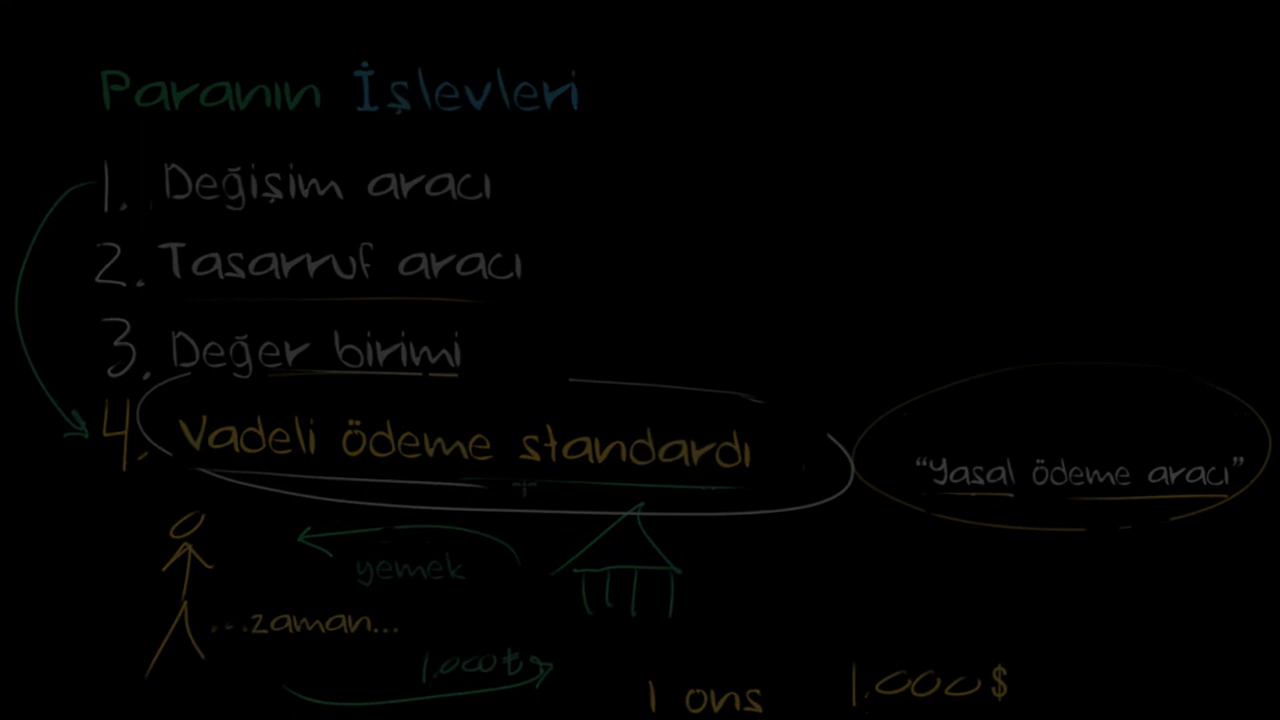 Paranın İşlevleri
1. Değişim aracı
2. Tasarruf aracı
3. Değer birimi
4. Vadeli ödeme standardı
"Yasal ödeme aracı"
yemek
...zaman...
1.000₺
1 ons
1.000$